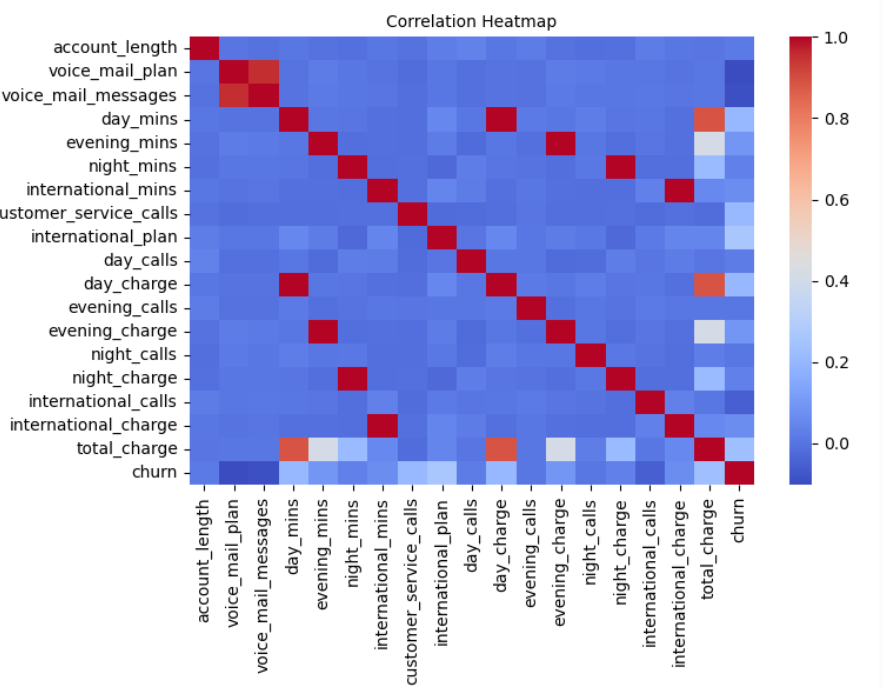 Correlation Heatmap
account_length
voice_mail_plan
voice_mail_messages
day_mins
evening_mins
night_mins
international_mins
ustomer_service_calls
international_plan
day_calls
day_charge
evening_calls
evening_charge
night_calls
night_charge
international_calls
international_charge
total_charge
churn
account_length
voice_mail_plan
voice_mail_messages
day_mins
evening_mins
night_mins
international_mins
customer_service_calls
international_plan
day_calls
day_charge
evening_calls
evening_charge
night_calls
night_charge
international_calls
international_charge
total_charge
churn
1.0
0.8
0.6
0.4
0.2
0.0